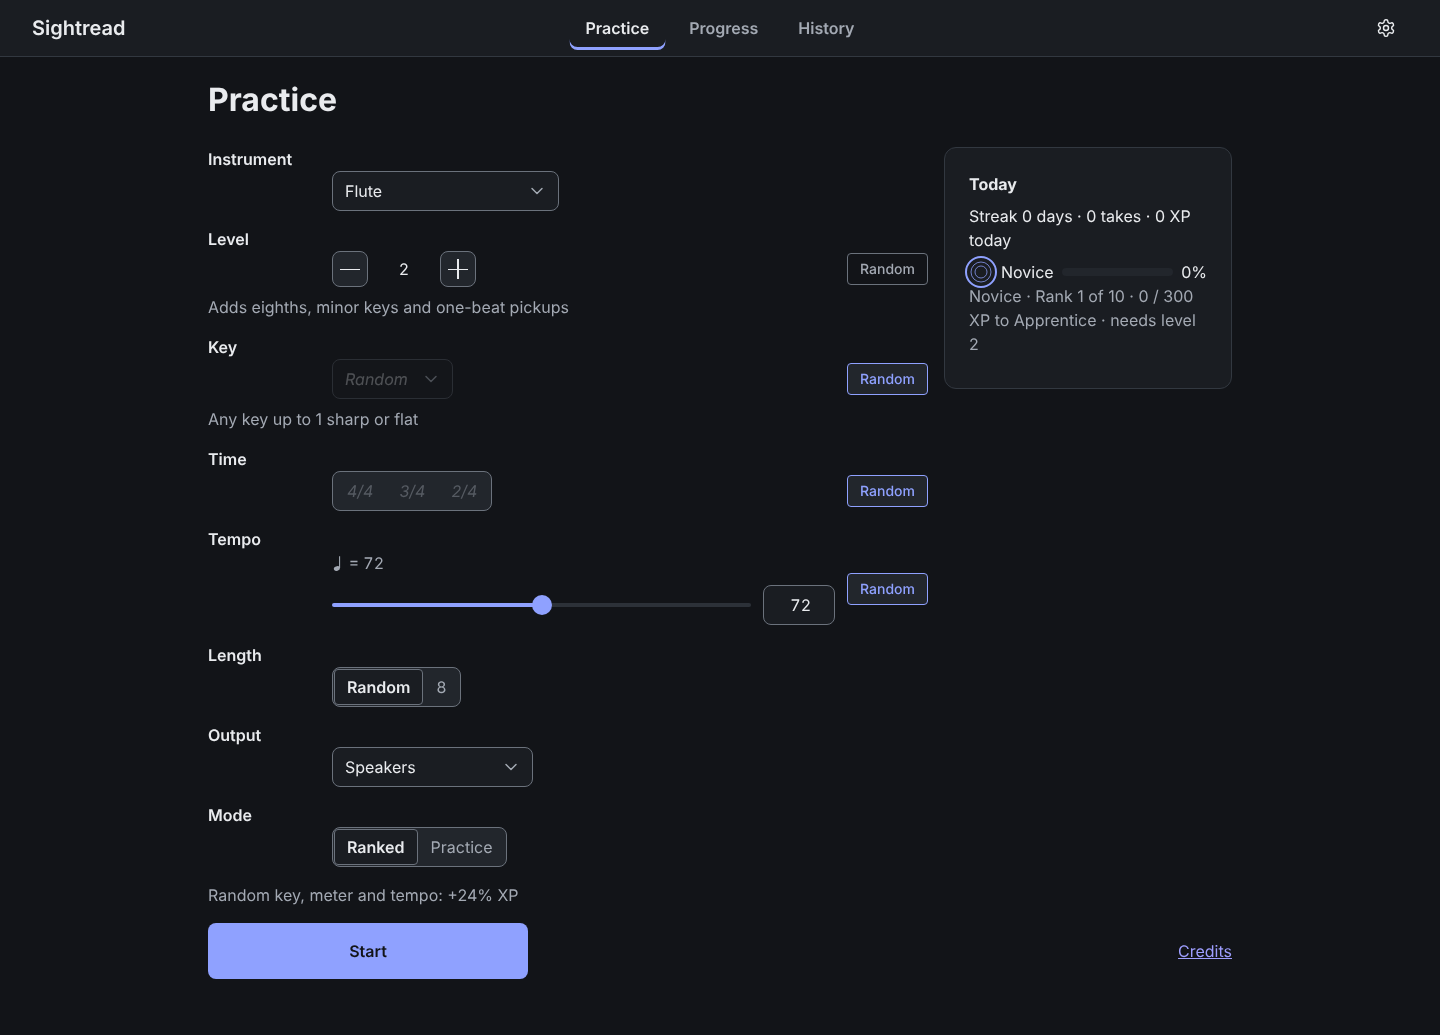 Sightread
Practice
Progress
History
Practice
Instrument
Flute
Level
2
Random
Adds eighths, minor keys and one-beat pickups
Key
Random
Random
Any key up to 1 sharp or flat
Time
4/4 3/4 2/4
Random
Tempo
♩ = 72
72
Random
Length
Random 8
Output
Speakers
Mode
Ranked Practice
Random key, meter and tempo: +24% XP
Start
Today
Streak 0 days · 0 takes · 0 XP
today
Novice 0%
Novice · Rank 1 of 10 · 0 / 300
XP to Apprentice · needs level
2
Credits